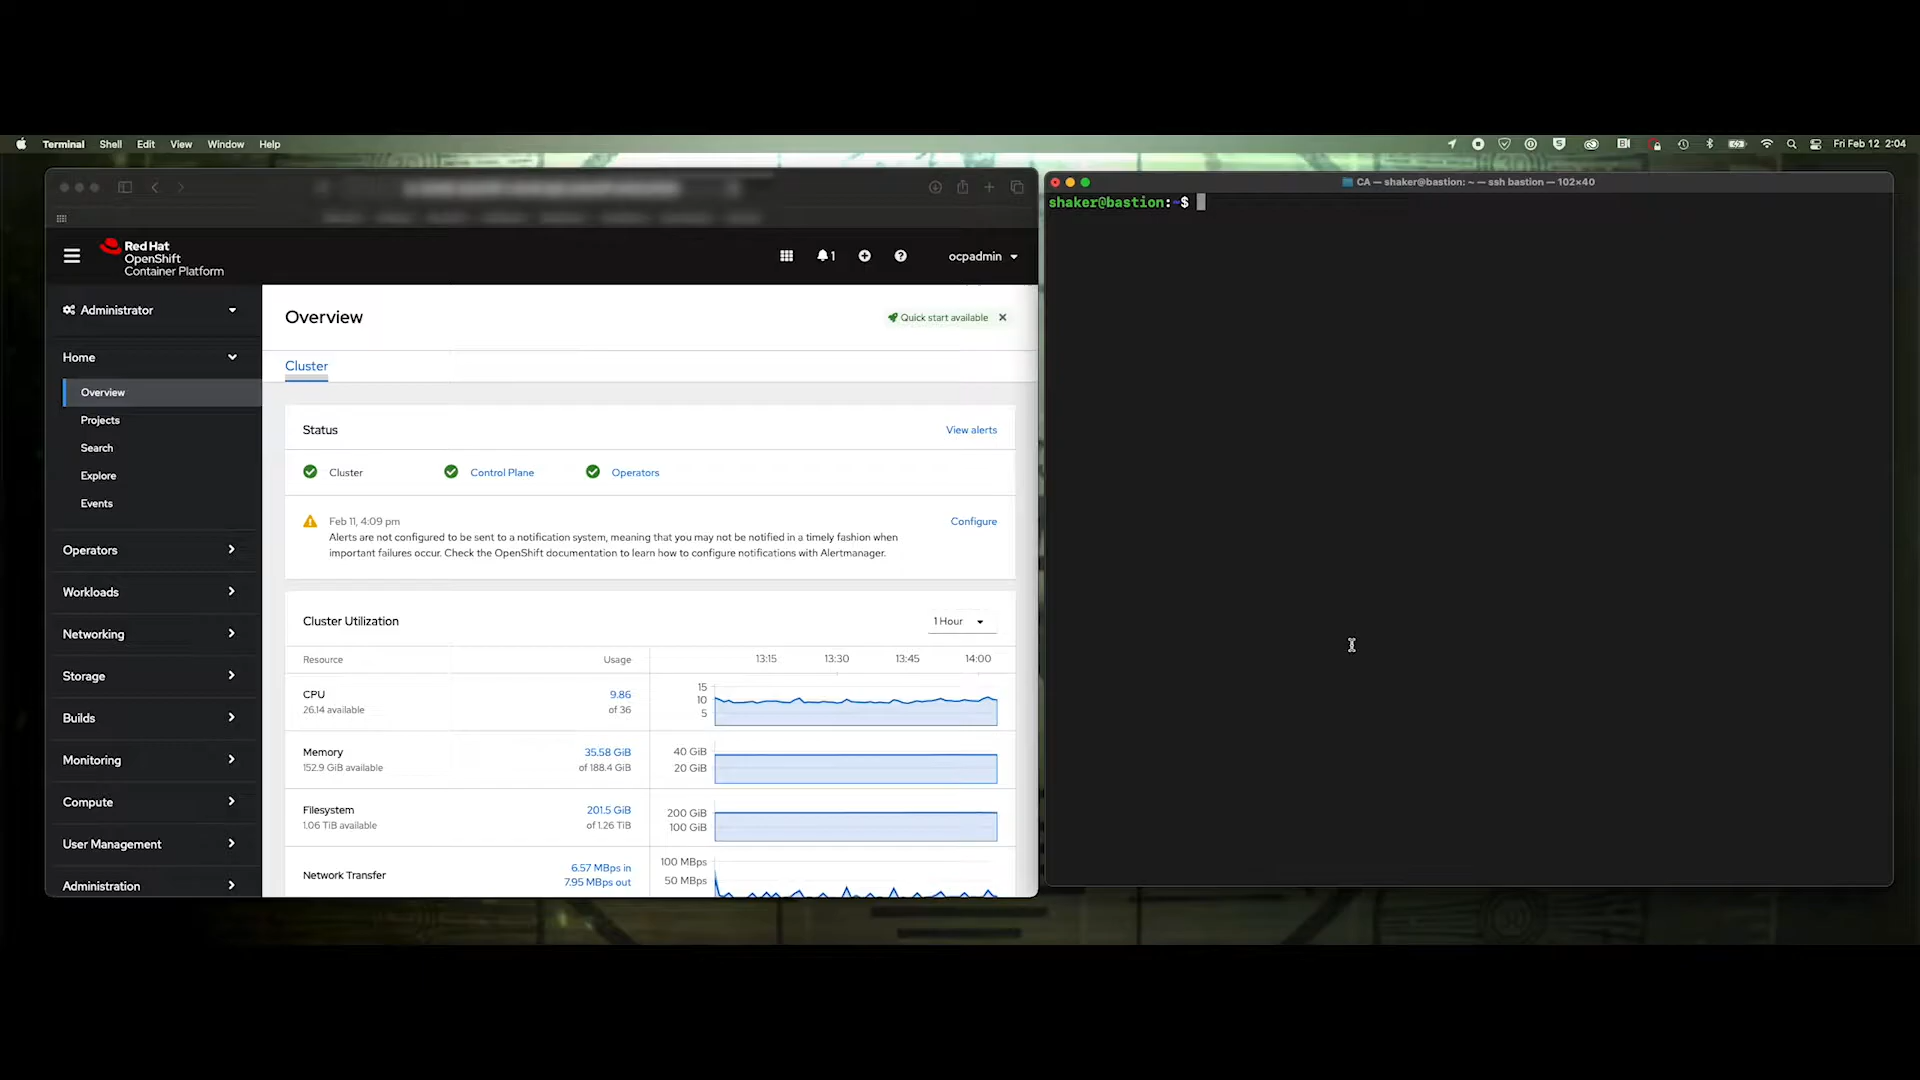 Terminal Shell Edit View Window Help
Fri Feb 12 2:04
CA — shaker@bastion: ~ — ssh bastion — 102×40
shaker@bastion:~$
Red Hat
OpenShift
Container Platform
1
ocpadmin
Administrator
Home
Overview
Projects
Search
Explore
Events
Operators
Workloads
Networking
Storage
Builds
Monitoring
Compute
User Management
Administration
Overview
Quick start available
Cluster
Status
View alerts
Cluster
Control Plane
Operators
Feb 11, 4:09 pm
Configure
Alerts are not configured to be sent to a notification system, meaning that you may not be notified in a timely fashion when
important failures occur. Check the OpenShift documentation to learn how to configure notifications with Alertmanager.
Cluster Utilization
1 Hour
Resource
Usage
13:15
13:30
13:45
14:00
CPU
26.14 available
9.86
of 36
15
10
5
Memory
152.9 GiB available
35.58 GiB
of 188.4 GiB
40 GiB
20 GiB
Filesystem
1.06 TiB available
201.5 GiB
of 1.26 TiB
200 GiB
100 GiB
Network Transfer
6.57 MBps in
7.95 MBps out
100 MBps
50 MBps